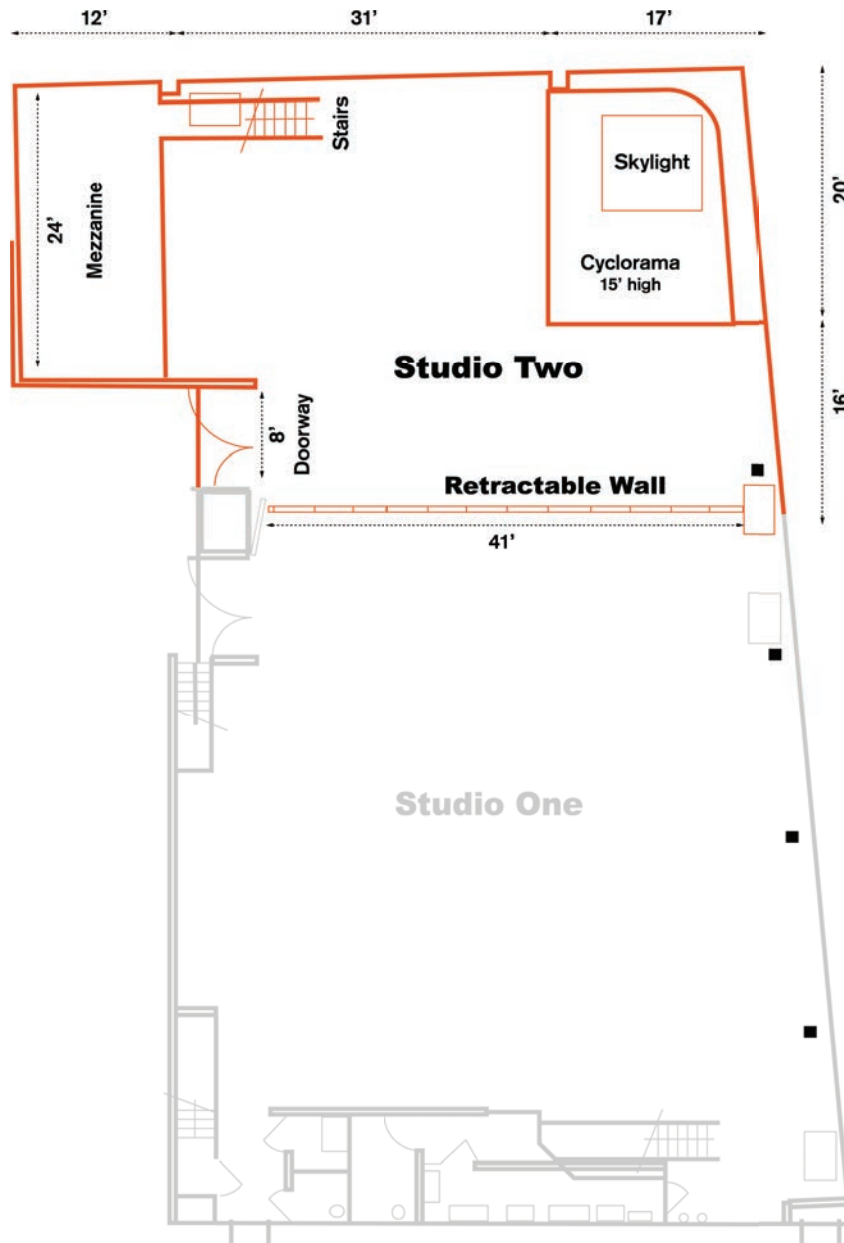 12’
31’
17’
Stairs
Skylight
20’
24’
Mezzanine
Cyclorama
15’ high
Studio Two
16’
8’
Doorway
Retractable Wall
41’
Studio One